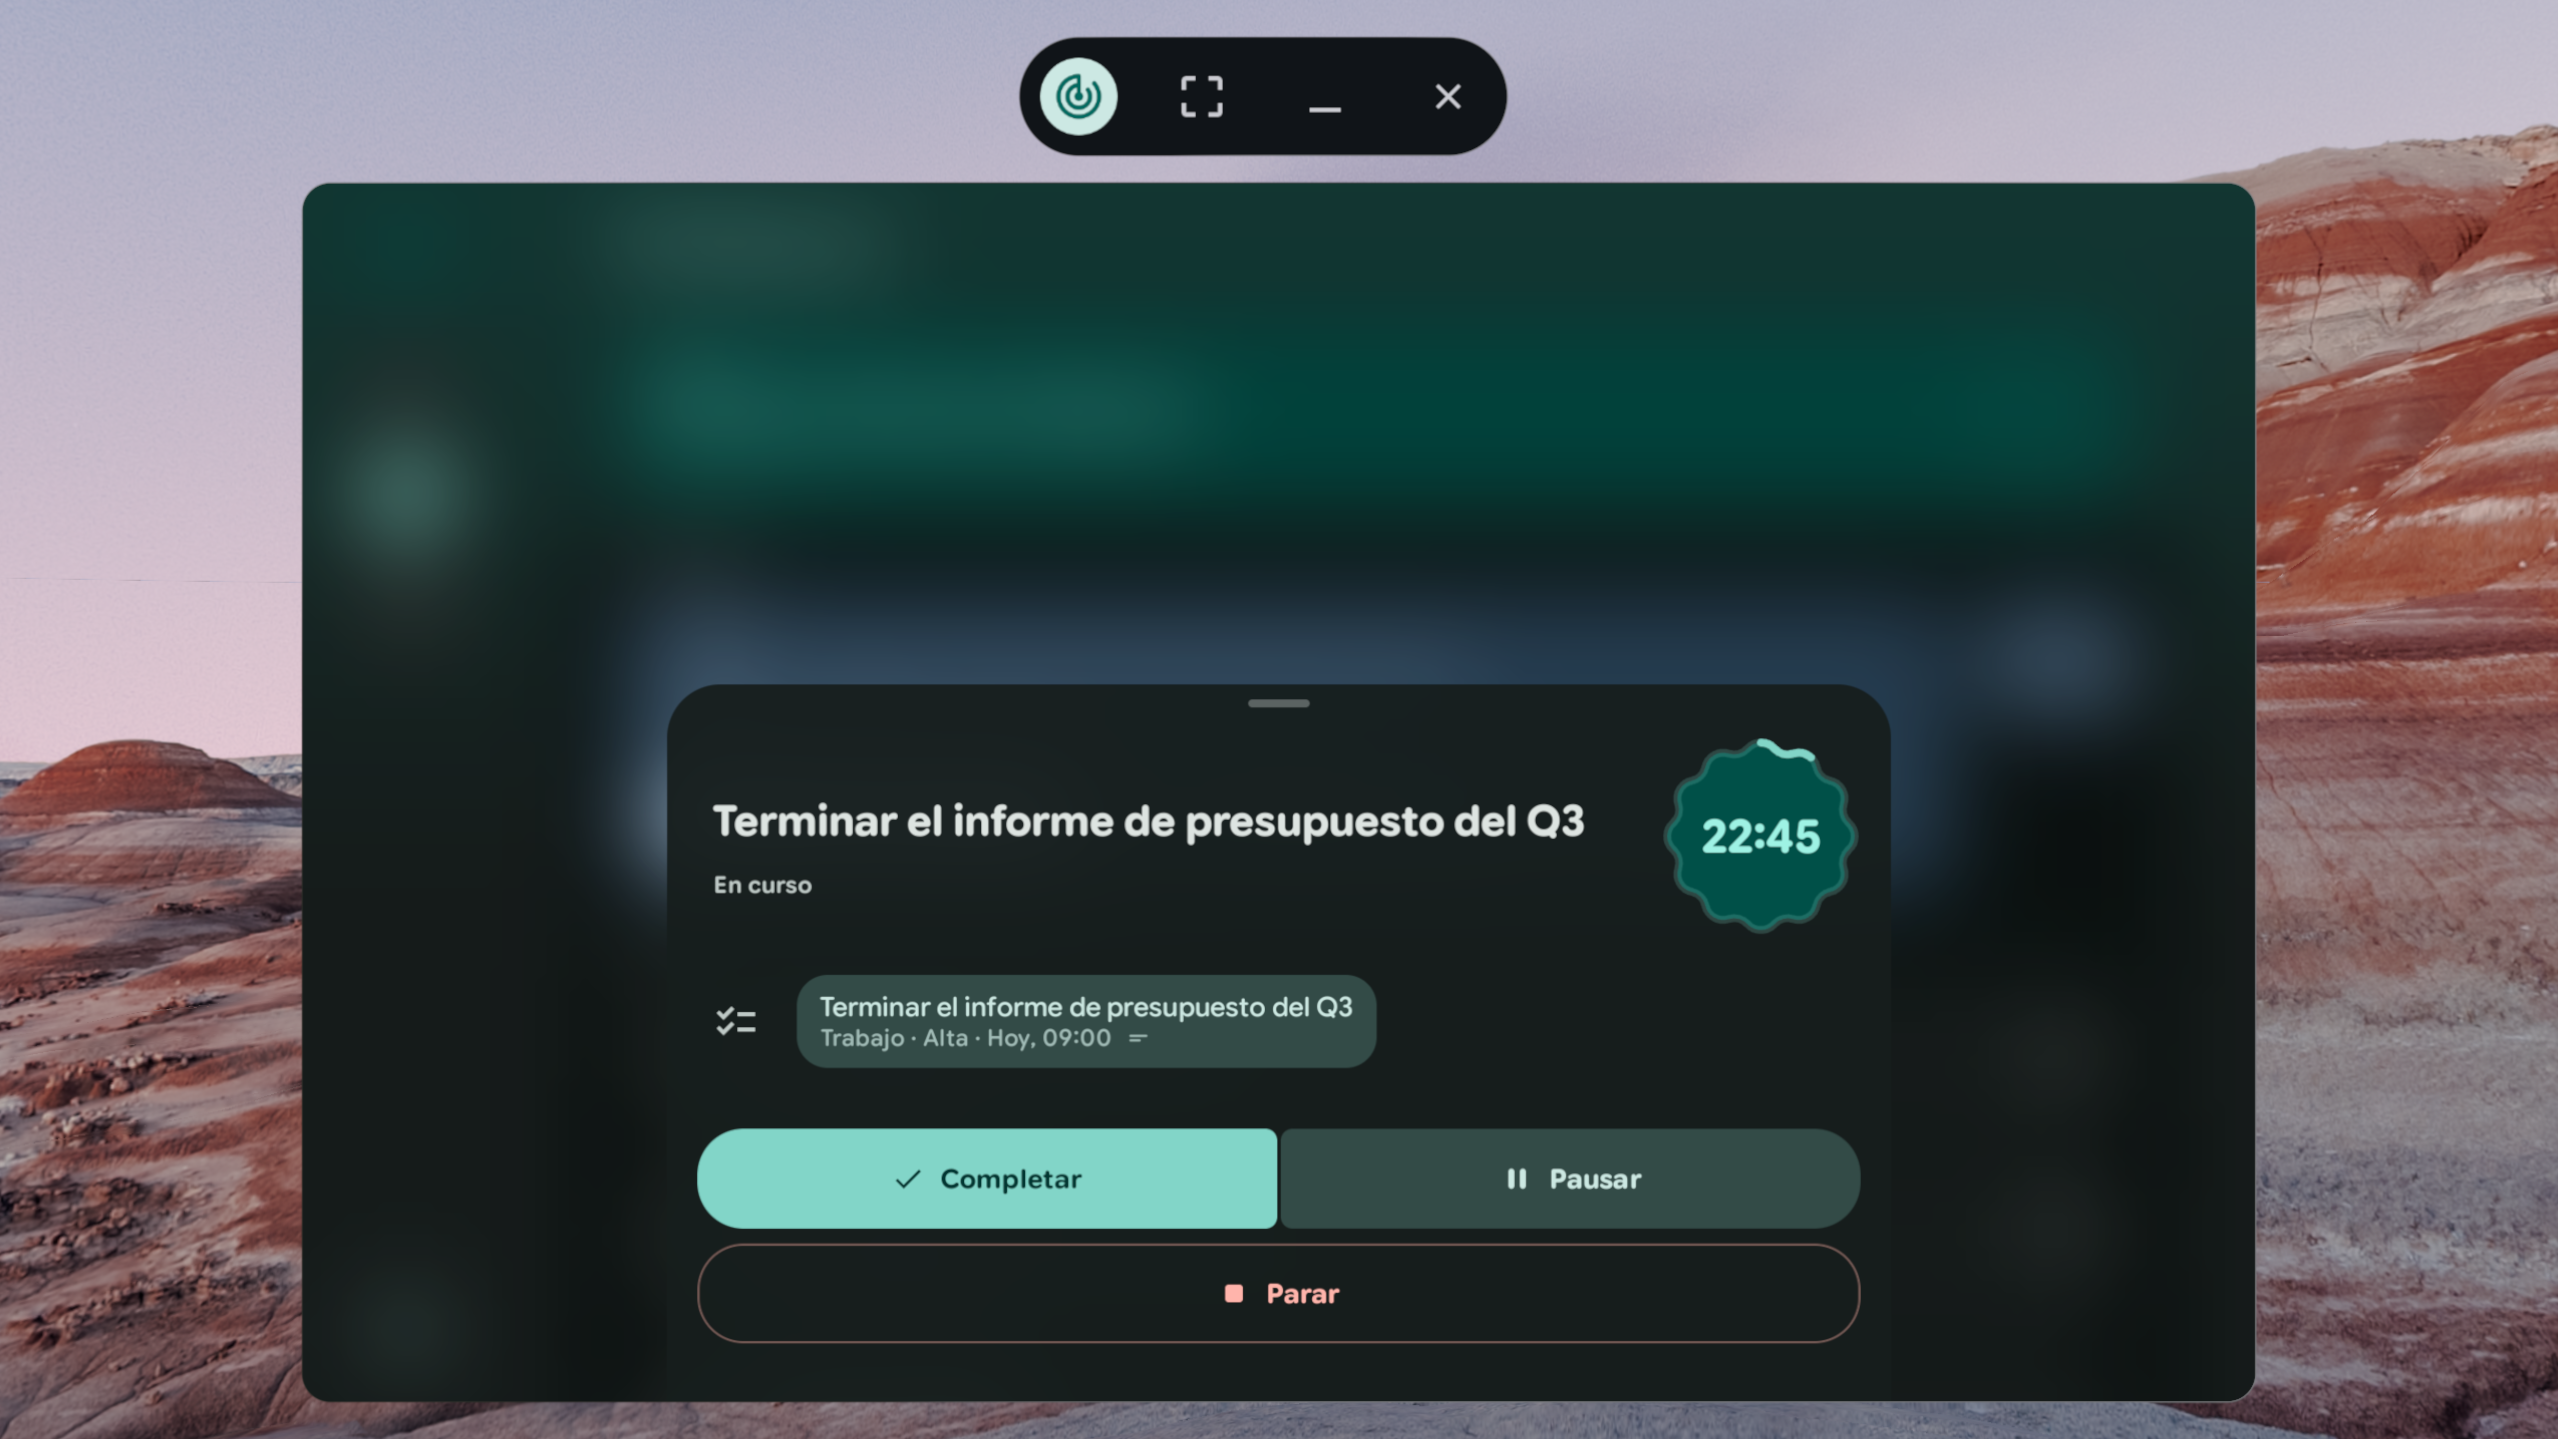 Terminar el informe de presupuesto del Q3
22:45
En curso
Terminar el informe de presupuesto del Q3
Trabajo · Alta · Hoy, 09:00
Completar
Pausar
Parar